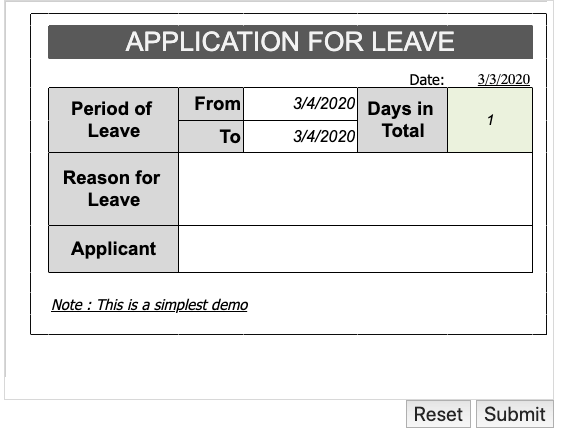 APPLICATION FOR LEAVE
Date: 3/3/2020
Period of
Leave
From 3/4/2020
To 3/4/2020
Days in
Total
1
Reason for
Leave
Applicant
Note : This is a simplest demo
Reset Submit